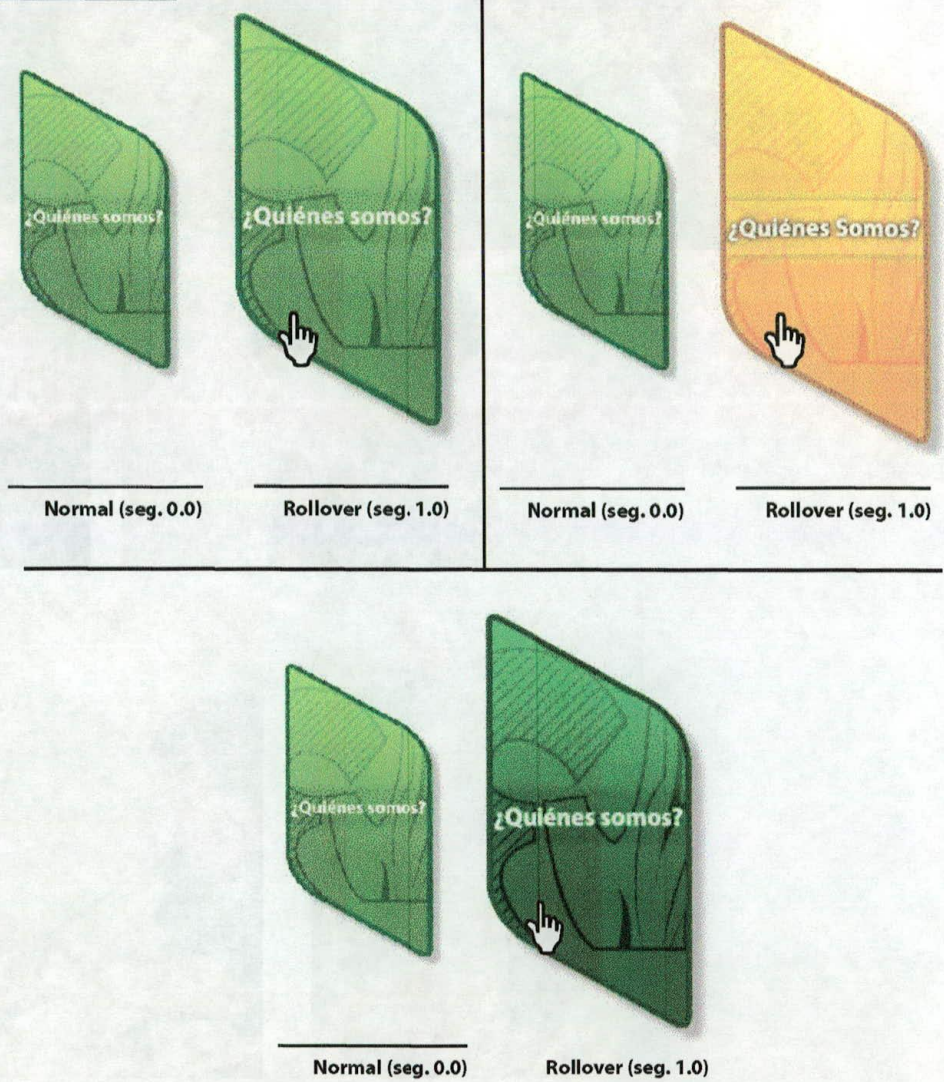 ¿Quiénes somos?
¿Quiénes somos?
Normal (seg. 0.0)
Rollover (seg. 1.0)
¿Quiénes somos?
¿Quiénes Somos?
Normal (seg. 0.0)
Rollover (seg. 1.0)
¿Quiénes somos?
¿Quiénes somos?
Normal (seg. 0.0)
Rollover (seg. 1.0)